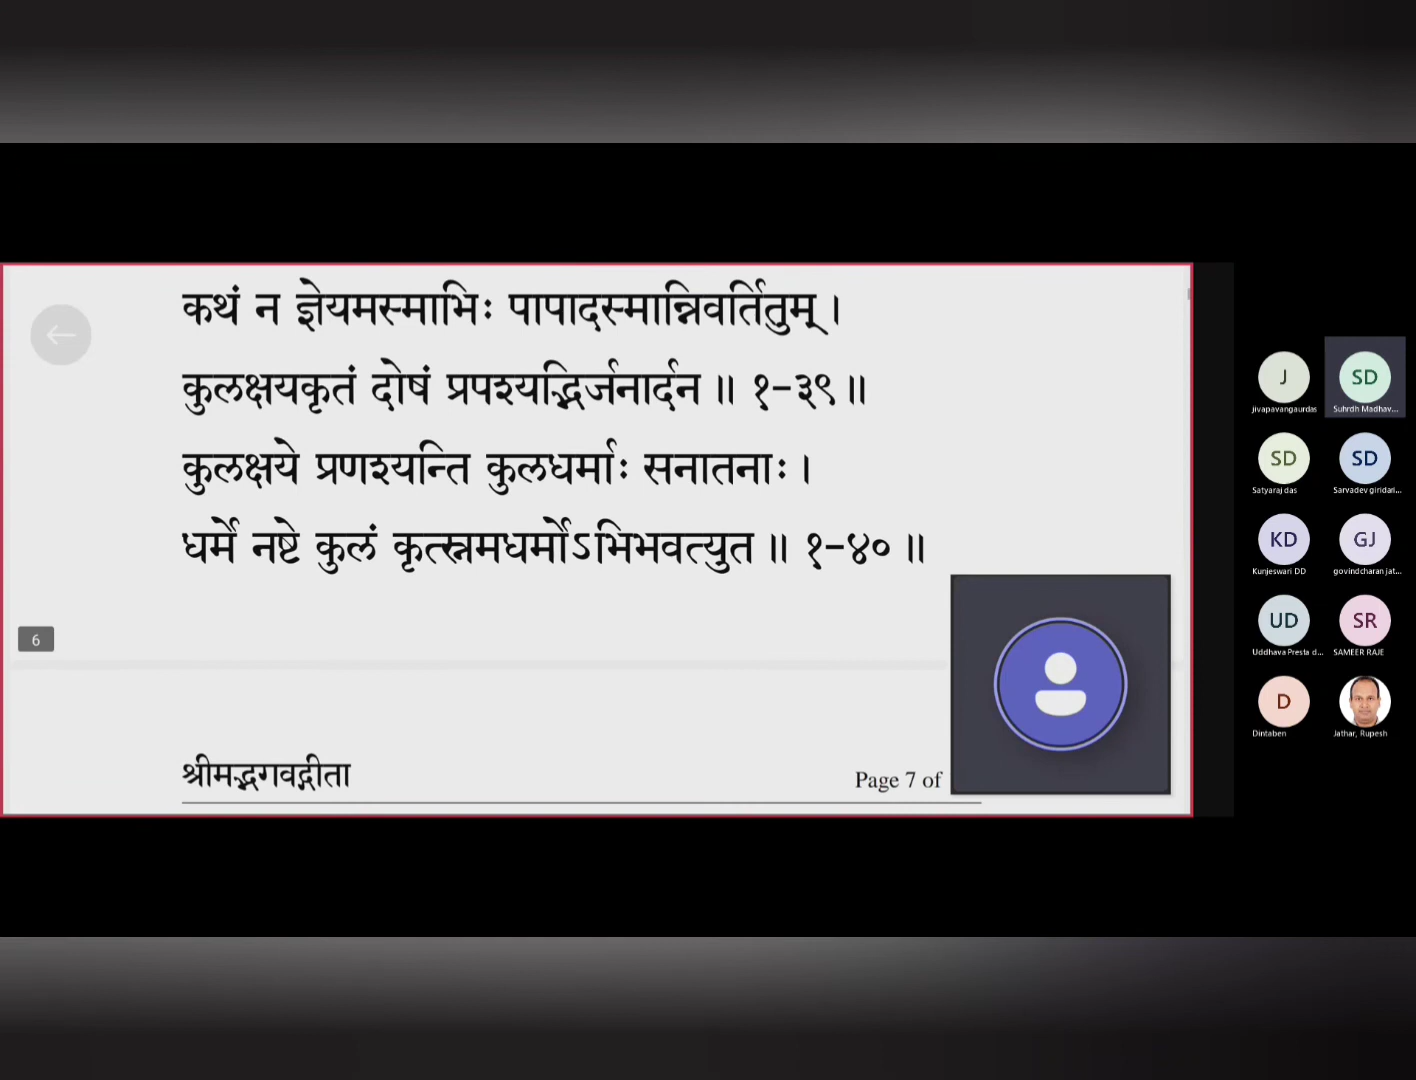 कथं न ज्ञेयमस्माभिः पापादस्मान्निवर्तितुम् ।
कुलक्षयकृतं दोषं प्रपश्यद्भिर्जनार्दन ॥ १-३९ ॥
कुलक्षये प्रणश्यन्ति कुलधर्माः सनातनाः ।
धर्मे नष्टे कुलं कृत्स्नमधर्मोऽभिभवत्युत ॥ १-४० ॥
6
श्रीमद्भगवद्गीता Page 7 of
J SD
jivapavangaurdas Suhrdh Madhav...
SD SD
Satyaraj das Sarvadev giridari...
KD GJ
Kunjeswari DD govindcharan jat...
UD SR
Uddhava Presta d... SAMEER RAJE
D
Dintaben Jathar, Rupesh